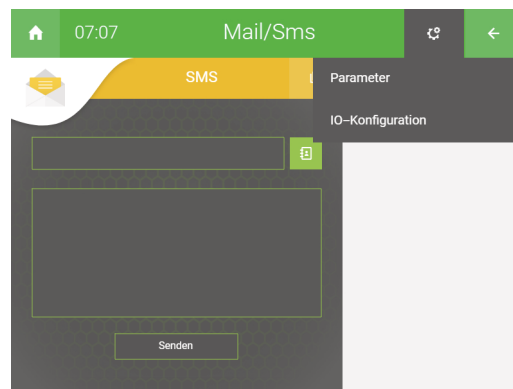 07:07 Mail/Sms
SMS
Parameter
IO–Konfiguration
Senden